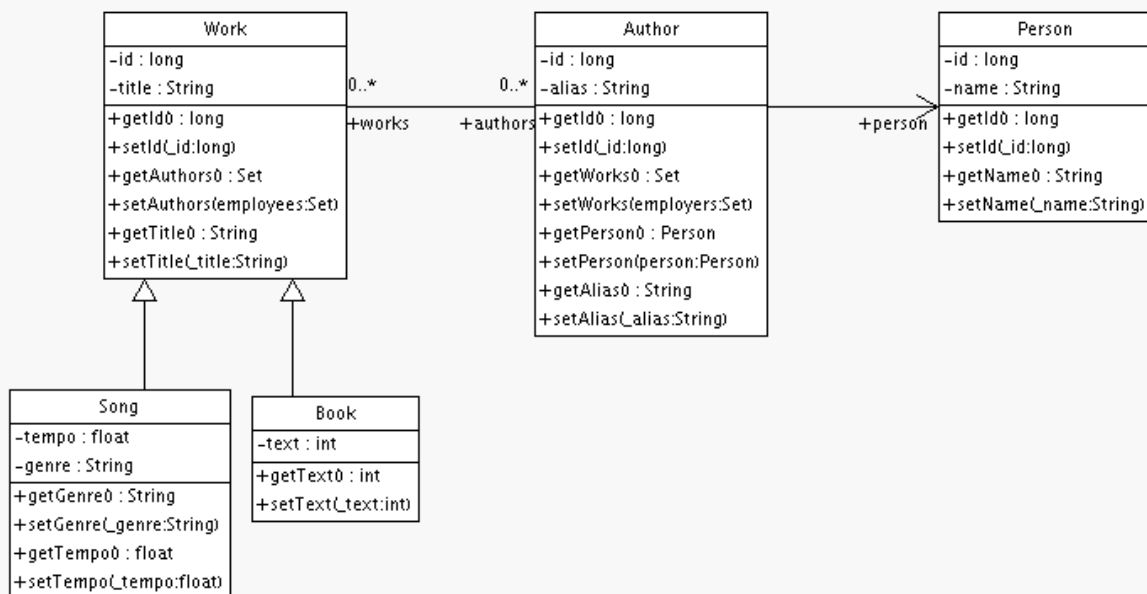 Work
-id : long
-title : String
+getId() : long
+setId(_id:long)
+getAuthors() : Set
+setAuthors(employees:Set)
+getTitle() : String
+setTitle(_title:String)
0..*
+works
0..*
+authors
Author
-id : long
-alias : String
+getId() : long
+setId(_id:long)
+getWorks() : Set
+setWorks(employers:Set)
+getPerson() : Person
+setPerson(person:Person)
+getAlias() : String
+setAlias(_alias:String)
+person
Person
-id : long
-name : String
+getId() : long
+setId(_id:long)
+getName() : String
+setName(_name:String)
Song
-tempo : float
-genre : String
+getGenre() : String
+setGenre(_genre:String)
+getTempo() : float
+setTempo(_tempo:float)
Book
-text : int
+getText() : int
+setText(_text:int)